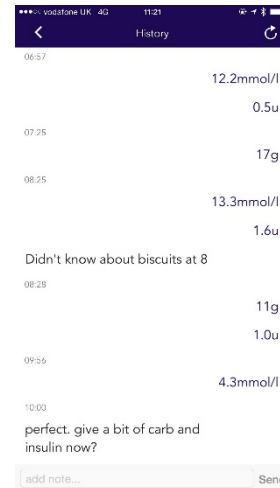 vodafone UK 4G 11:21
History
06:57
12.2mmol/l
0.5u
07:25
17g
08:25
13.3mmol/l
1.6u
Didn't know about biscuits at 8
08:28
11g
1.0u
09:56
4.3mmol/l
10:00
perfect. give a bit of carb and
insulin now?
add note... Send